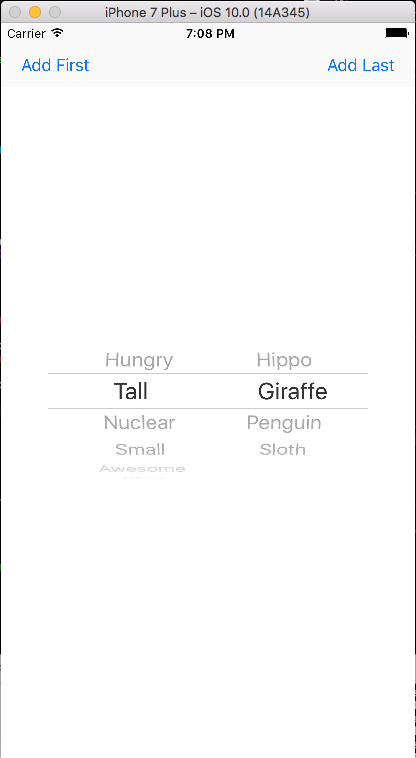 iPhone 7 Plus – iOS 10.0 (14A345)
Carrier 7:08 PM
Add First Add Last
Hungry Hippo
Tall Giraffe
Nuclear Penguin
Small Sloth
Awesome